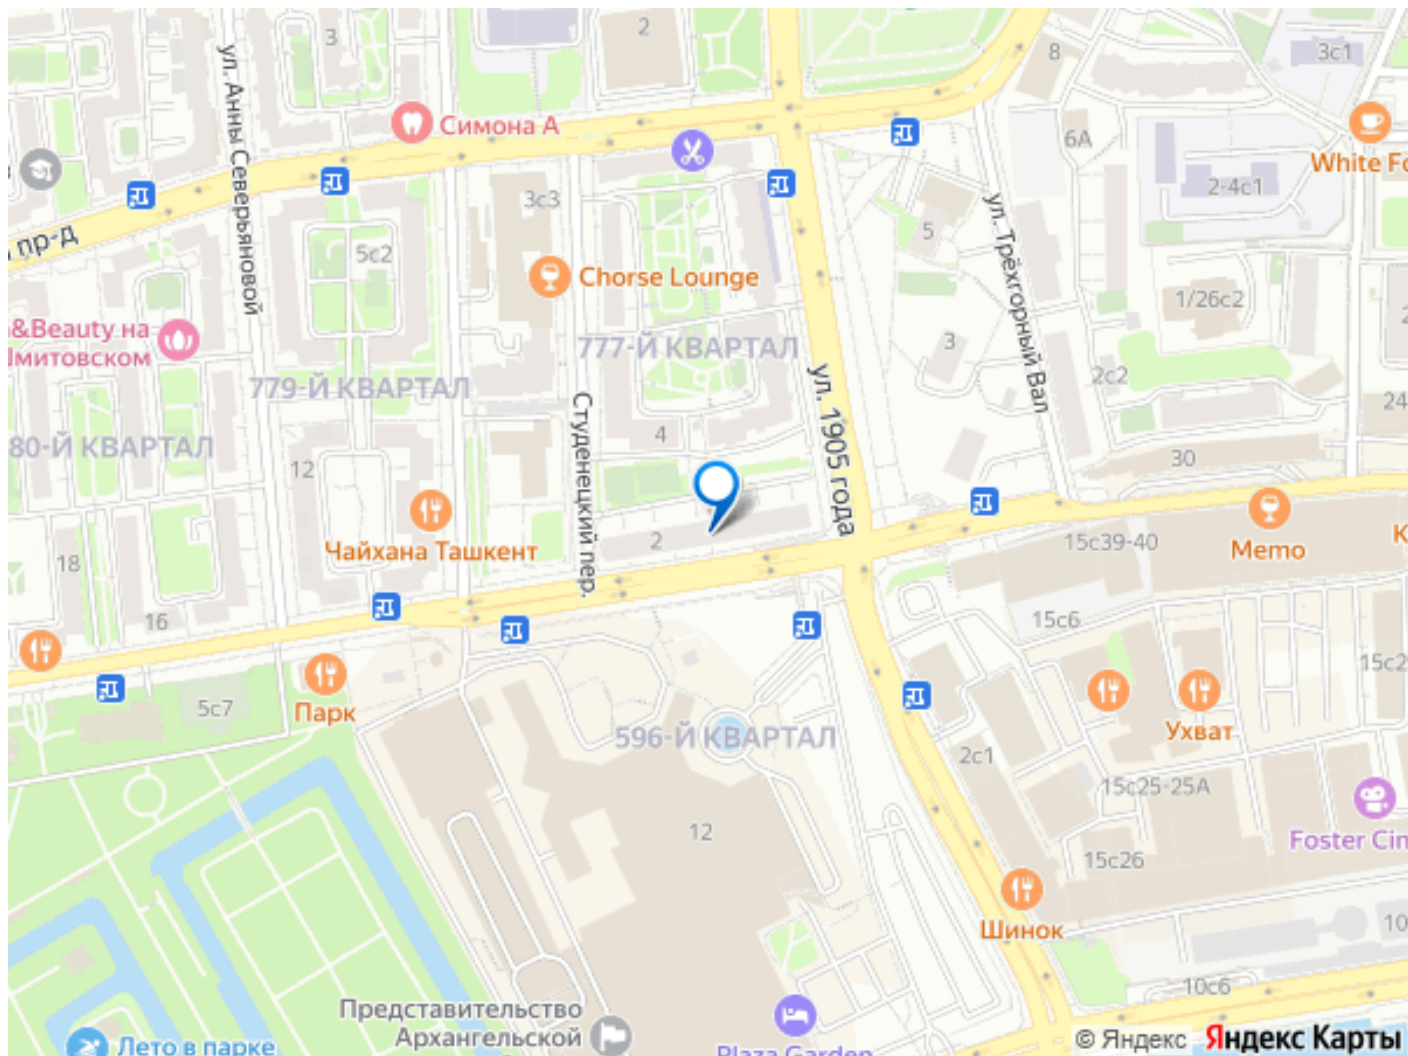 2
3
8
3с1
ул. Анны Северьяновой
Симона А
6А
White Fo
3с3
2-4с1
пр-д
5с2
5
ул. Трёхгорный Вал
Chorse Lounge
1/26с2
&Beauty на
777-Й КВАРТАЛ
3
779-Й КВАРТАЛ
ул. 1905 года
2с2
Студенецкий пер.
24
80-Й КВАРТАЛ
4
12
30
Чайхана Ташкент
2
15с39-40
Memo
К
18
16
15с6
15с2
5с7
Парк
596-Й КВАРТАЛ
Ухват
2с1
15с25-25А
12
Foster Cin
15с26
Шинок
10
10с6
Представительство
Архангельской
Лето в парке
Plaza Garden
© Яндекс Яндекс Карты